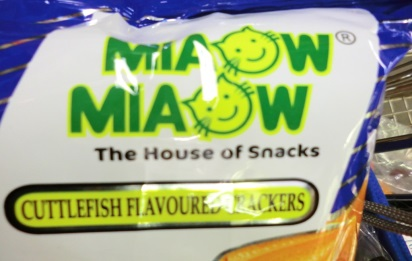 MIAOW®
MIAOW
The House of Snacks
CUTTLEFISH FLAVOURED CRACKERS